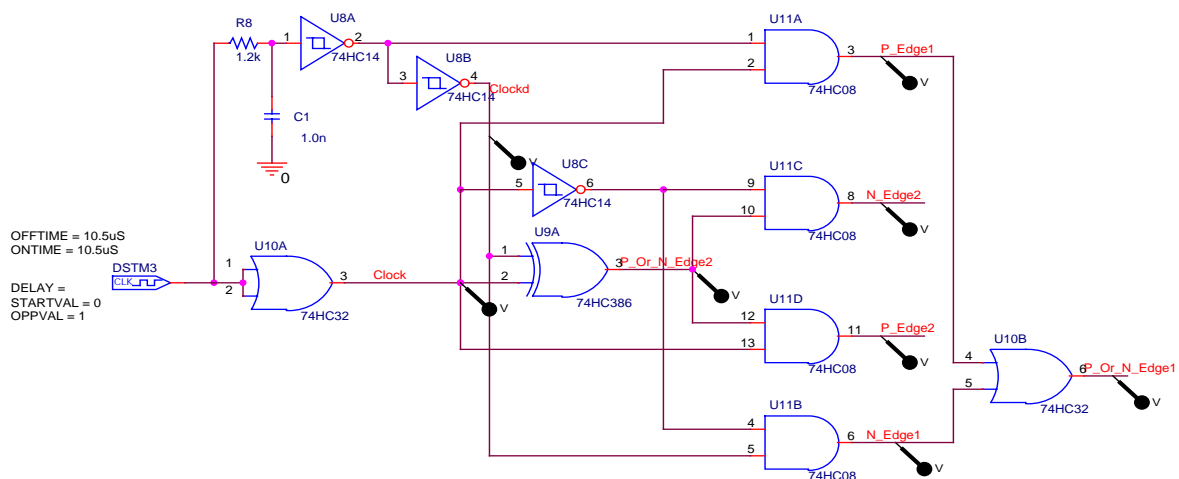 R8
1.2k
1
U8A
2
74HC14
C1
1.0n
0
3
U8B
4
74HC14
Clockd
V
U11A
1
2
3
74HC08
P_Edge1
V
5
U8C
6
74HC14
U11C
9
10
8
74HC08
N_Edge2
V
OFFTIME = 10.5uS
ONTIME = 10.5uS
DSTM3
CLK
DELAY =
STARTVAL = 0
OPPVAL = 1
U10A
1
2
3
74HC32
Clock
V
U9A
1
2
3
74HC386
P_Or_N_Edge2
V
U11D
12
13
11
74HC08
P_Edge2
V
U11B
4
5
6
74HC08
N_Edge1
V
U10B
4
5
6
74HC32
P_Or_N_Edge1
V